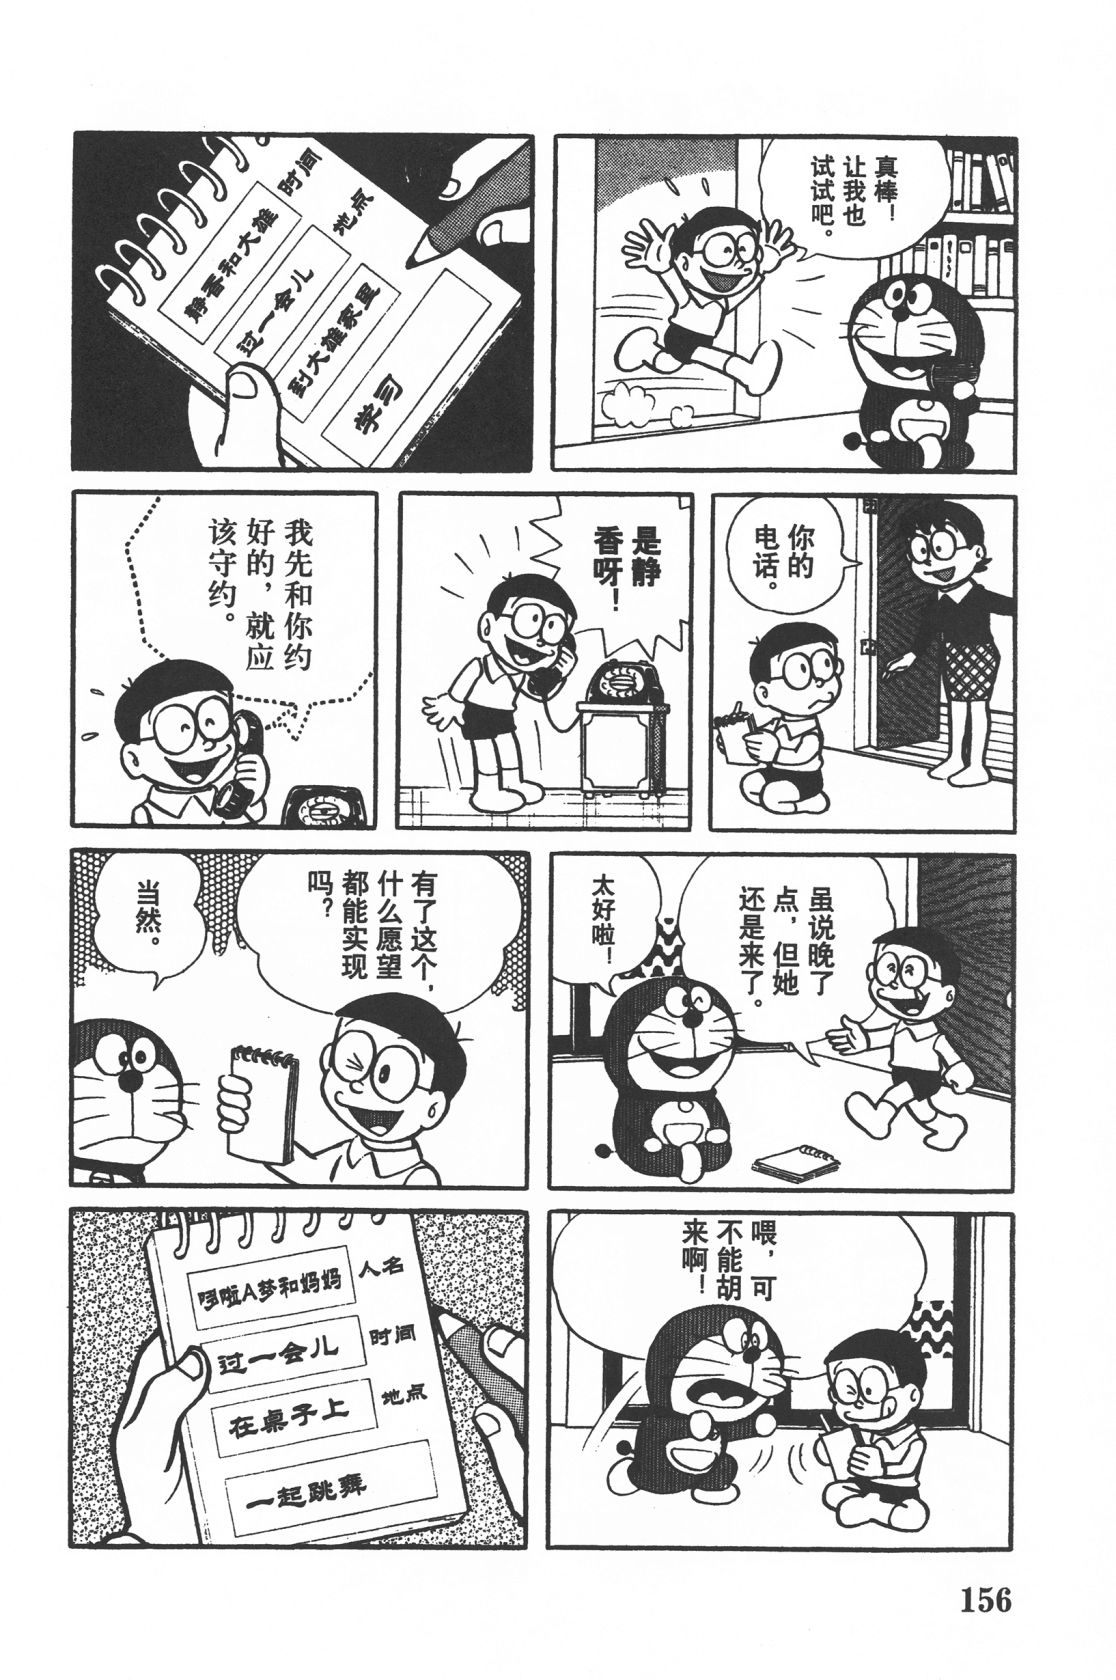 真棒！
让我也
试试吧。
时间
地点
静香和大雄
过一会儿
到大雄家里
学习
你的
电话。
是静
香呀！
我先和你约
好的，就应
该守约。
虽说晚了
点，但她
还是来了。
太好啦！
有了这个，
什么愿望
都能实现
吗？
当然。
喂，可
不能胡
来啊！
哆啦A梦和妈妈
人名
过一会儿
时间
在桌子上
地点
一起跳舞
156